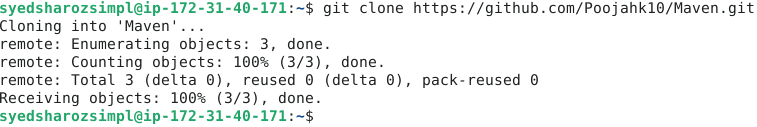 syedsharozsimpl@ip-172-31-40-171:~$ git clone https://github.com/Poojahk10/Maven.git
Cloning into 'Maven'...
remote: Enumerating objects: 3, done.
remote: Counting objects: 100% (3/3), done.
remote: Total 3 (delta 0), reused 0 (delta 0), pack-reused 0
Receiving objects: 100% (3/3), done.
syedsharozsimpl@ip-172-31-40-171:~$